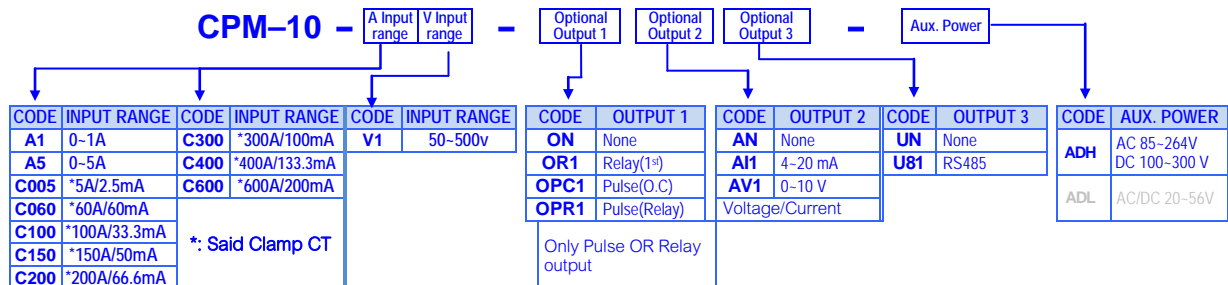 CPM–10 – A Input range V Input range – Optional Output 1 Optional Output 2 Optional Output 3 – Aux. Power
CODE INPUT RANGE CODE INPUT RANGE CODE INPUT RANGE CODE OUTPUT 1 CODE OUTPUT 2 CODE OUTPUT 3 CODE AUX. POWER
A1 0~1A C300 *300A/100mA V1 50~500v ON None AN None UN None ADH AC 85~264V
A5 0~5A C400 *400A/133.3mA OR1 Relay(1st) AI1 4~20 mA U81 RS485 DC 100~300 V
C005 *5A/2.5mA C600 *600A/200mA OPC1 Pulse(O.C) AV1 0~10 V ADL AC/DC 20~56V
C060 *60A/60mA OPR1 Pulse(Relay) Voltage/Current
C100 *100A/33.3mA *: Said Clamp CT Only Pulse OR Relay
C150 *150A/50mA output
C200 *200A/66.6mA